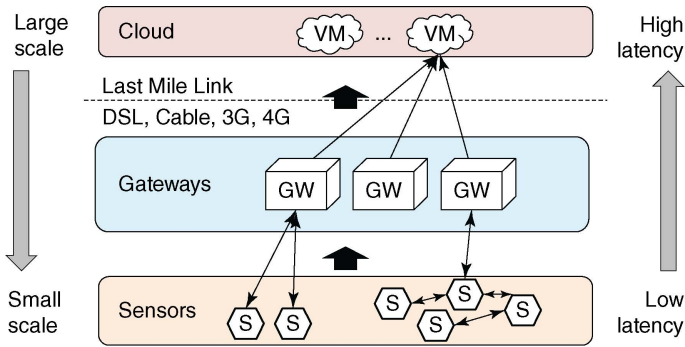 Large
scale
Cloud
VM ... VM
High
latency
Last Mile Link
DSL, Cable, 3G, 4G
Gateways
GW GW GW
Small
scale
Sensors
S S S S S S
Low
latency